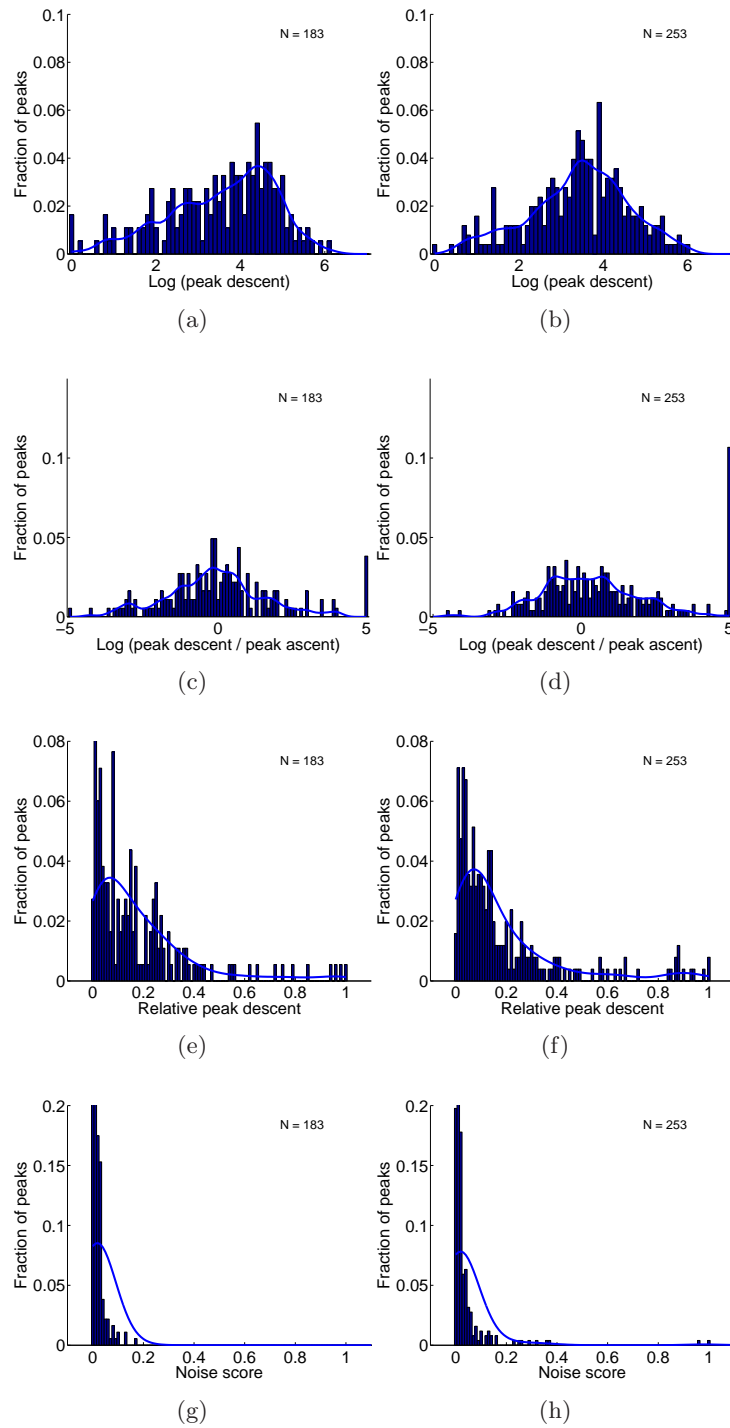 0.1
N = 183
0.08
0.06
0.04
0.02
0
Fraction of peaks
0 2 4 6
Log (peak descent)
(a)
0.1
N = 253
0.08
0.06
0.04
0.02
0
Fraction of peaks
0 2 4 6
Log (peak descent)
(b)
N = 183
0.1
0.05
0
Fraction of peaks
−5 0 5
Log (peak descent / peak ascent)
(c)
N = 253
0.1
0.05
0
Fraction of peaks
−5 0 5
Log (peak descent / peak ascent)
(d)
0.08
N = 183
0.06
0.04
0.02
0
Fraction of peaks
0 0.2 0.4 0.6 0.8 1
Relative peak descent
(e)
0.08
N = 253
0.06
0.04
0.02
0
Fraction of peaks
0 0.2 0.4 0.6 0.8 1
Relative peak descent
(f)
0.2
N = 183
0.15
0.1
0.05
0
Fraction of peaks
0 0.2 0.4 0.6 0.8 1
Noise score
(g)
0.2
N = 253
0.15
0.1
0.05
0
Fraction of peaks
0 0.2 0.4 0.6 0.8 1
Noise score
(h)